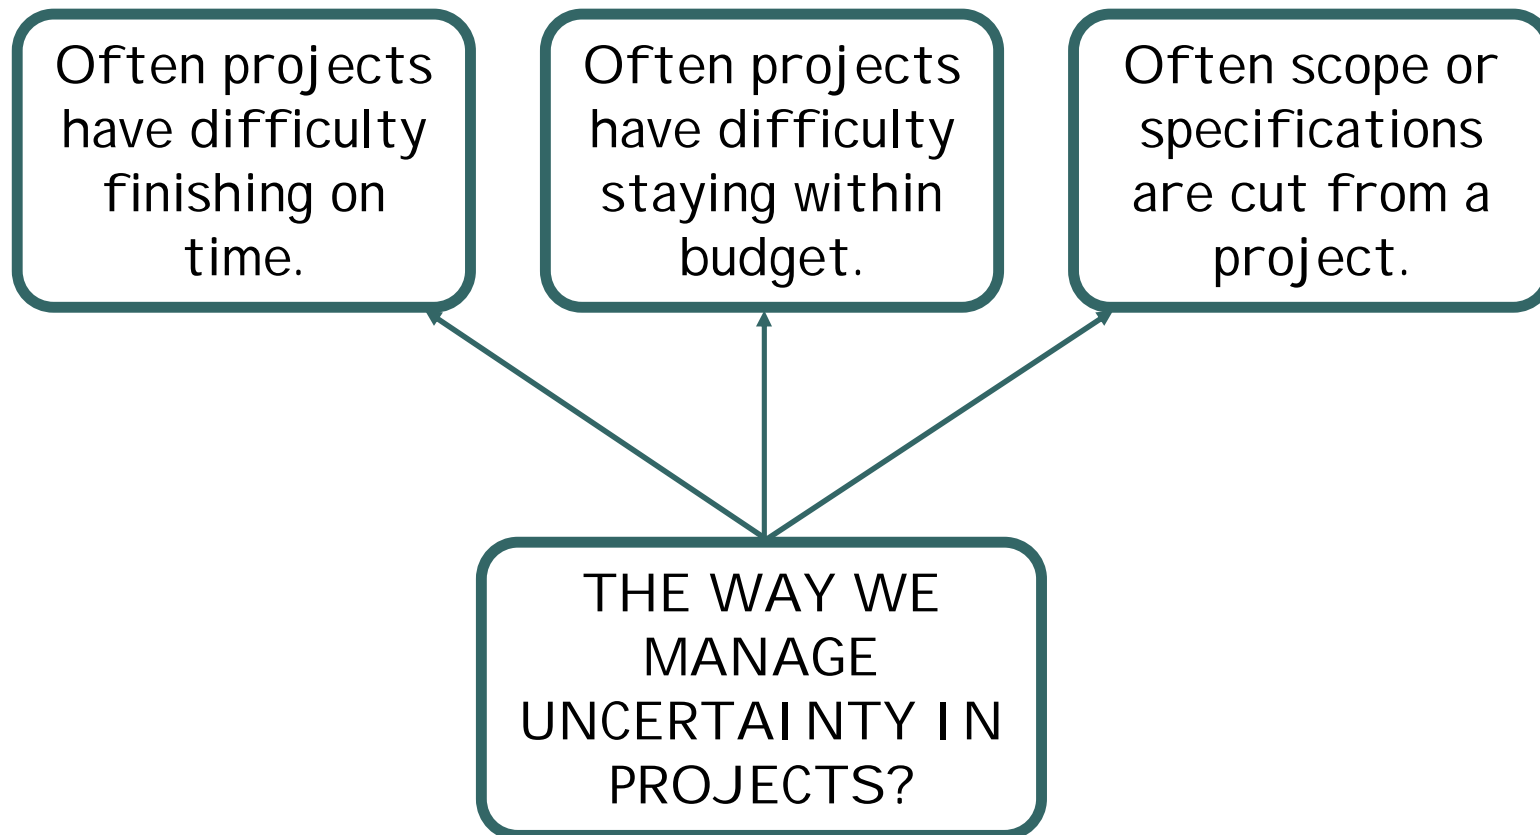 Often projects
have difficulty
finishing on
time.
Often projects
have difficulty
staying within
budget.
Often scope or
specifications
are cut from a
project.
THE WAY WE
MANAGE
UNCERTAINTY IN
PROJECTS?